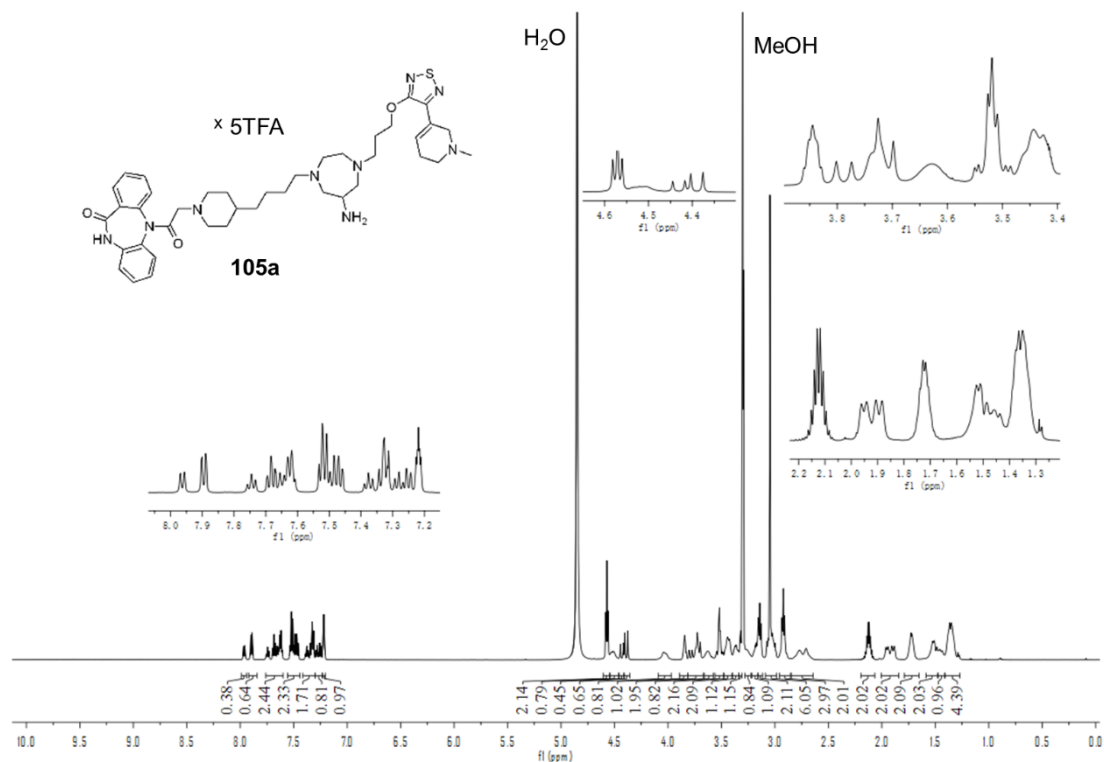 H₂O
MeOH
x 5TFA
N
S
N
O
N
N
N
NH₂
N
N
O
O
HN
N
105a
4.6 4.5 4.4
f1 (ppm)
3.8 3.7 3.6 3.5 3.4
f1 (ppm)
8.0 7.9 7.8 7.7 7.6 7.5 7.4 7.3 7.2
f1 (ppm)
2.2 2.1 2.0 1.9 1.8 1.7 1.6 1.5 1.4 1.3
f1 (ppm)
0.38 0.64 2.44 2.33 1.71 0.81 0.97 2.14 0.79 0.45 0.65 0.81 1.02 1.95 0.82 2.16 2.09 1.12 1.15 0.84 1.09 2.11 6.05 2.97 2.01 2.02 2.02 2.09 2.03 0.96 4.39
10.0 9.5 9.0 8.5 8.0 7.5 7.0 6.5 6.0 5.5 5.0 4.5 4.0 3.5 3.0 2.5 2.0 1.5 1.0 0.5 0.0
f1 (ppm)